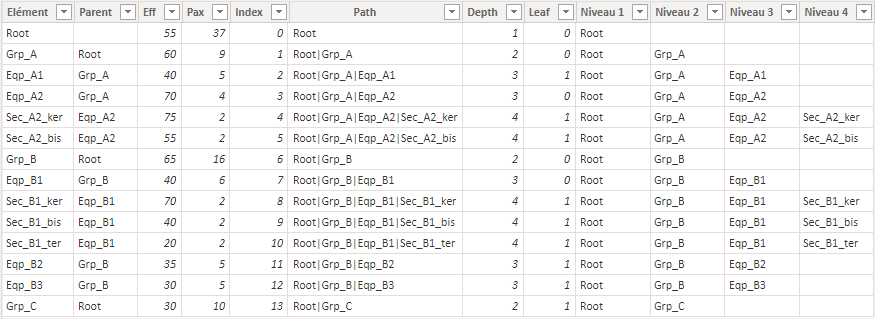 Elément Parent Eff Pax Index Path Depth Leaf Niveau 1 Niveau 2 Niveau 3 Niveau 4
Root 55 37 0 Root 1 0 Root
Grp_A Root 60 9 1 Root|Grp_A 2 0 Root Grp_A
Eqp_A1 Grp_A 40 5 2 Root|Grp_A|Eqp_A1 3 1 Root Grp_A Eqp_A1
Eqp_A2 Grp_A 70 4 3 Root|Grp_A|Eqp_A2 3 0 Root Grp_A Eqp_A2
Sec_A2_ker Eqp_A2 75 2 4 Root|Grp_A|Eqp_A2|Sec_A2_ker 4 1 Root Grp_A Eqp_A2 Sec_A2_ker
Sec_A2_bis Eqp_A2 55 2 5 Root|Grp_A|Eqp_A2|Sec_A2_bis 4 1 Root Grp_A Eqp_A2 Sec_A2_bis
Grp_B Root 65 16 6 Root|Grp_B 2 0 Root Grp_B
Eqp_B1 Grp_B 40 6 7 Root|Grp_B|Eqp_B1 3 0 Root Grp_B Eqp_B1
Sec_B1_ker Eqp_B1 70 2 8 Root|Grp_B|Eqp_B1|Sec_B1_ker 4 1 Root Grp_B Eqp_B1 Sec_B1_ker
Sec_B1_bis Eqp_B1 40 2 9 Root|Grp_B|Eqp_B1|Sec_B1_bis 4 1 Root Grp_B Eqp_B1 Sec_B1_bis
Sec_B1_ter Eqp_B1 20 2 10 Root|Grp_B|Eqp_B1|Sec_B1_ter 4 1 Root Grp_B Eqp_B1 Sec_B1_ter
Eqp_B2 Grp_B 35 5 11 Root|Grp_B|Eqp_B2 3 1 Root Grp_B Eqp_B2
Eqp_B3 Grp_B 30 5 12 Root|Grp_B|Eqp_B3 3 1 Root Grp_B Eqp_B3
Grp_C Root 30 10 13 Root|Grp_C 2 1 Root Grp_C